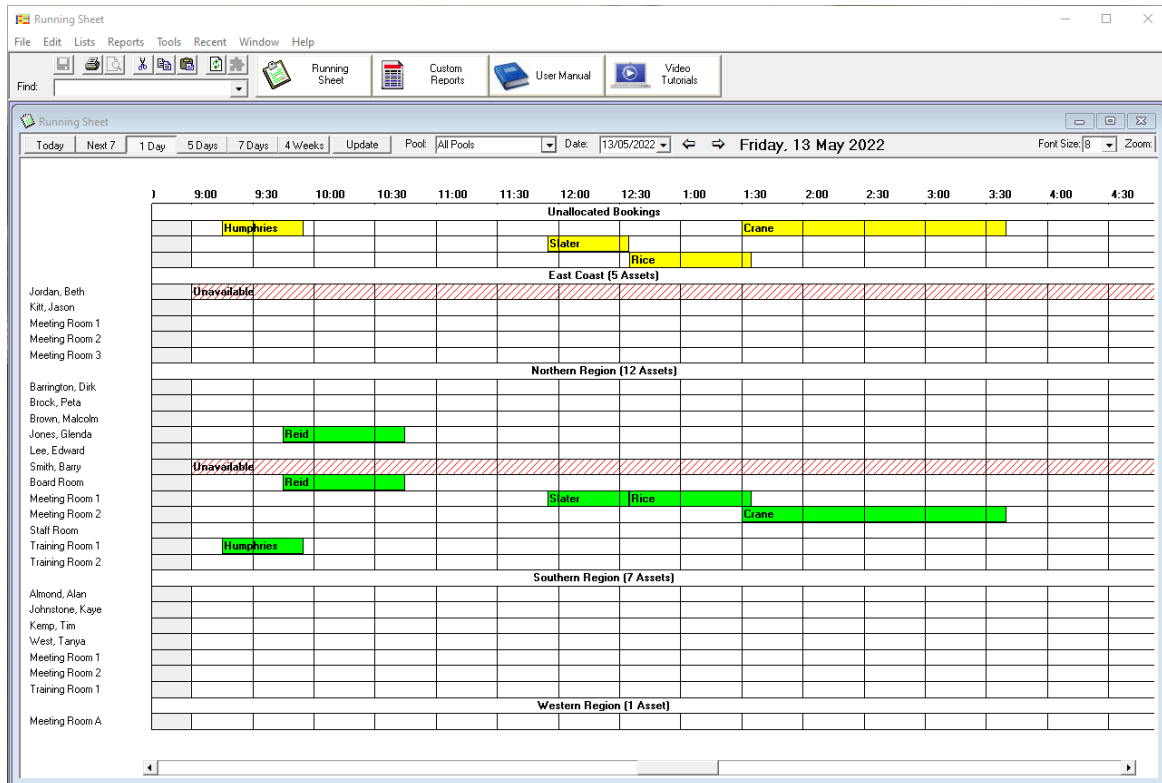 Running Sheet
File Edit Lists Reports Tools Recent Window Help
Running Sheet
Custom Reports
User Manual
Video Tutorials
Find:
Running Sheet
Today Next 7 1 Day 5 Days 7 Days 4 Weeks Update Pool: All Pools Date: 13/05/2022 Friday, 13 May 2022 Font Size: 8 Zoom:
9:00 9:30 10:00 10:30 11:00 11:30 12:00 12:30 1:00 1:30 2:00 2:30 3:00 3:30 4:00 4:30
Unallocated Bookings
Humphries Crane
Slater
Rice
East Coast (5 Assets)
Jordan, Beth Unavailable
Kitt, Jason
Meeting Room 1
Meeting Room 2
Meeting Room 3
Northern Region (12 Assets)
Barrington, Dirk
Brock, Peta
Brown, Malcolm
Jones, Glenda Reid
Lee, Edward
Smith, Barry Unavailable
Board Room Reid
Meeting Room 1 Slater Rice
Meeting Room 2 Crane
Staff Room
Training Room 1 Humphries
Training Room 2
Southern Region (7 Assets)
Almond, Alan
Johnstone, Kaye
Kemp, Tim
West, Tanya
Meeting Room 1
Meeting Room 2
Training Room 1
Western Region (1 Asset)
Meeting Room A